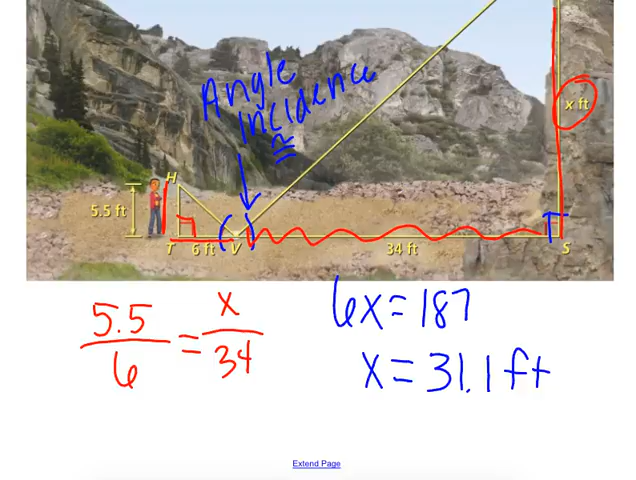 Angle
incidence
≅
x ft
H
5.5 ft
T 6 ft V 34 ft S
5.5/6 = x/34
6x = 187
x = 31.1 ft
Extend Page